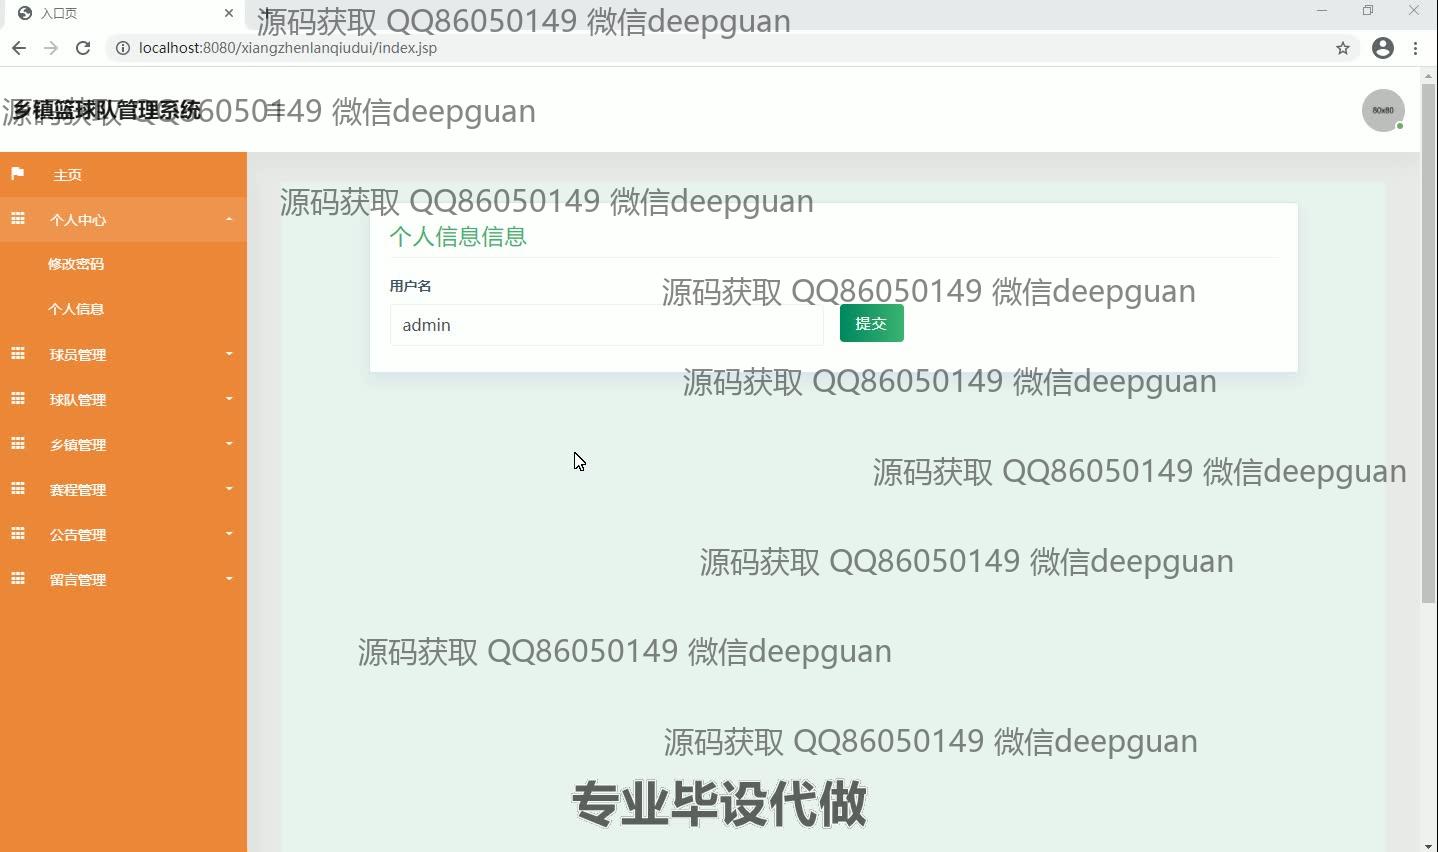 入口页
源码获取 QQ86050149 微信deepguan
localhost:8080/xiangzhenlanqiudui/index.jsp
乡镇篮球队管理系统
源码获取 QQ86050149 微信deepguan
80x80
主页
源码获取 QQ86050149 微信deepguan
个人中心
个人信息信息
修改密码
用户名
源码获取 QQ86050149 微信deepguan
个人信息
admin
提交
球员管理
源码获取 QQ86050149 微信deepguan
球队管理
乡镇管理
源码获取 QQ86050149 微信deepguan
赛程管理
公告管理
源码获取 QQ86050149 微信deepguan
留言管理
源码获取 QQ86050149 微信deepguan
源码获取 QQ86050149 微信deepguan
专业毕设代做